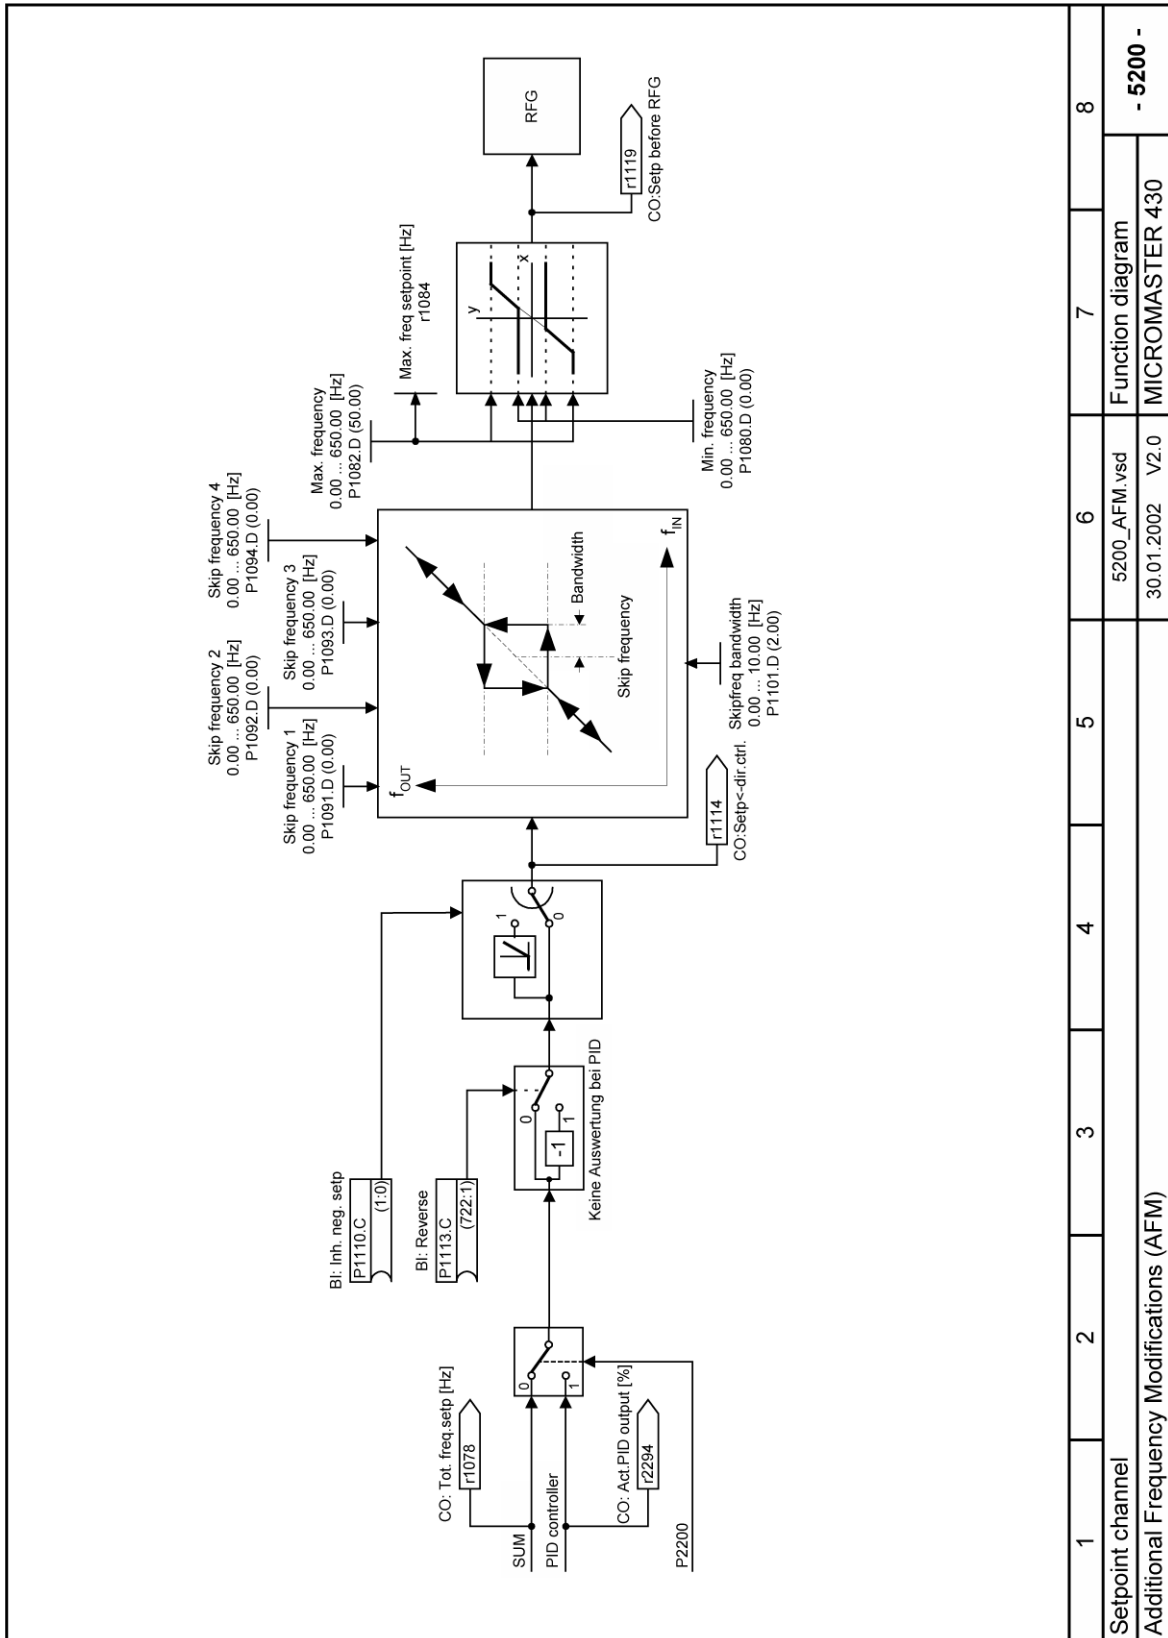 CO: Tot. freq.setp [Hz]
r1078
SUM
PID controller
CO: Act.PID output [%]
r2294
P2200
0
1
BI: Inh. neg. setp
P1110.C
(1:0)
BI: Reverse
P1113.C
(722:1)
0
1
-1
Keine Auswertung bei PID
1
0
r1114
CO:Setp<-dir.ctrl.
Skip frequency 1
0.00 ... 650.00 [Hz]
P1091.D (0.00)
Skip frequency 2
0.00 ... 650.00 [Hz]
P1092.D (0.00)
Skip frequency 3
0.00 ... 650.00 [Hz]
P1093.D (0.00)
Skip frequency 4
0.00 ... 650.00 [Hz]
P1094.D (0.00)
fOUT
fIN
Bandwidth
Skip frequency
Skipfreq bandwidth
0.00 ... 10.00 [Hz]
P1101.D (2.00)
Max. frequency
0.00 ... 650.00 [Hz]
P1082.D (50.00)
Max. freq setpoint [Hz]
r1084
y
x
Min. frequency
0.00 ... 650.00 [Hz]
P1080.D (0.00)
RFG
r1119
CO:Setp before RFG
1 2 3 4 5 6 7 8
Setpoint channel
5200_AFM.vsd
Function diagram
- 5200 -
Additional Frequency Modifications (AFM)
30.01.2002 V2.0
MICROMASTER 430